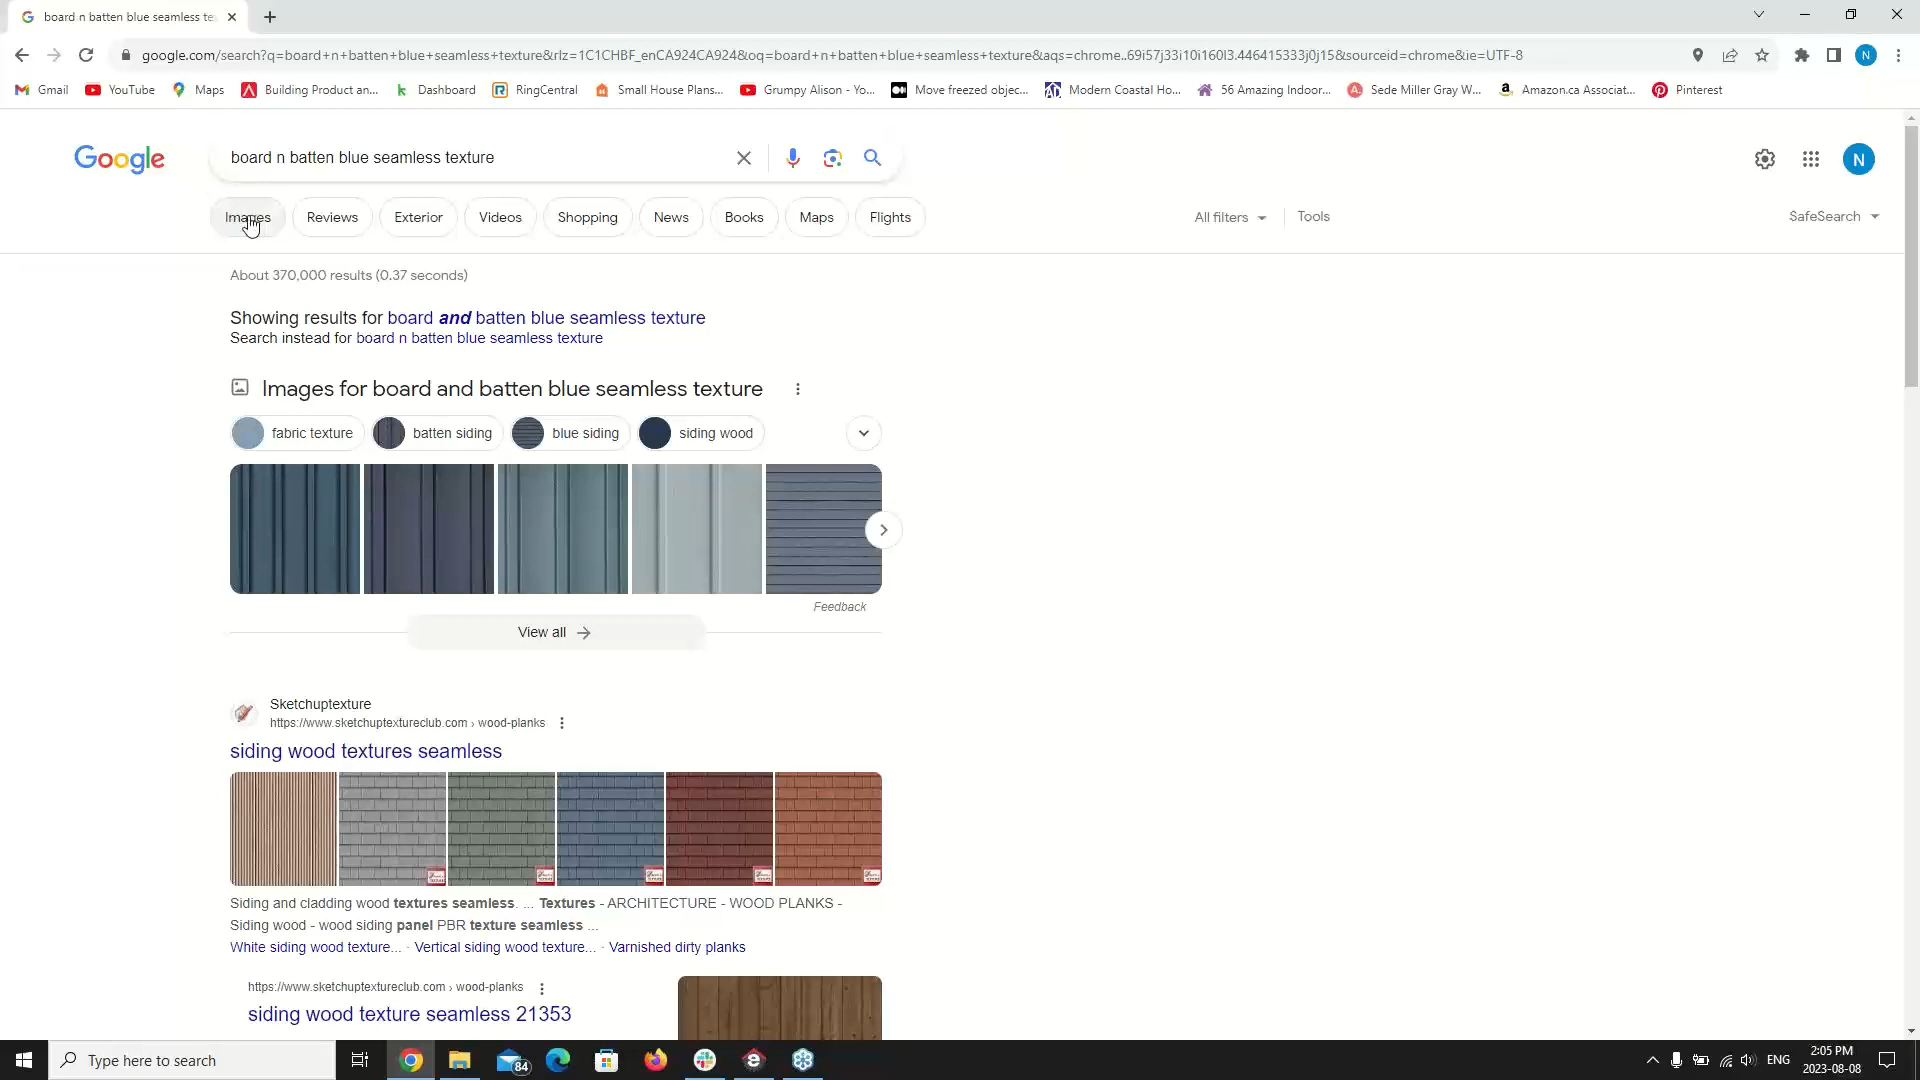 board n batten blue seamless te
google.com/search?q=board+n+batten+blue+seamless+texture&rlz=1C1CHBF_enCA924CA924&oq=board+n+batten+blue+seamless+texture&aqs=chrome..69i57j33i10i160l3.446415333j0j15&sourceid=chrome&ie=UTF-8
N
Gmail YouTube Maps Building Product an... Dashboard RingCentral Small House Plans... Grumpy Alison - Yo... Move freezed objec... Modern Coastal Ho... 56 Amazing Indoor... Sede Miller Gray W... Amazon.ca Associat... Pinterest
Google board n batten blue seamless texture N
Images Reviews Exterior Videos Shopping News Books Maps Flights All filters Tools SafeSearch
About 370,000 results (0.37 seconds)
Showing results for board and batten blue seamless texture
Search instead for board n batten blue seamless texture
Images for board and batten blue seamless texture
fabric texture batten siding blue siding siding wood
Feedback
View all
Sketchuptexture
https://www.sketchuptextureclub.com › wood-planks
siding wood textures seamless
Siding and cladding wood textures seamless. ... Textures - ARCHITECTURE - WOOD PLANKS -
Siding wood - wood siding panel PBR texture seamless ...
White siding wood texture... · Vertical siding wood texture... · Varnished dirty planks
https://www.sketchuptextureclub.com › wood-planks
siding wood texture seamless 21353
Type here to search 84 ENG 2:05 PM
2023-08-08